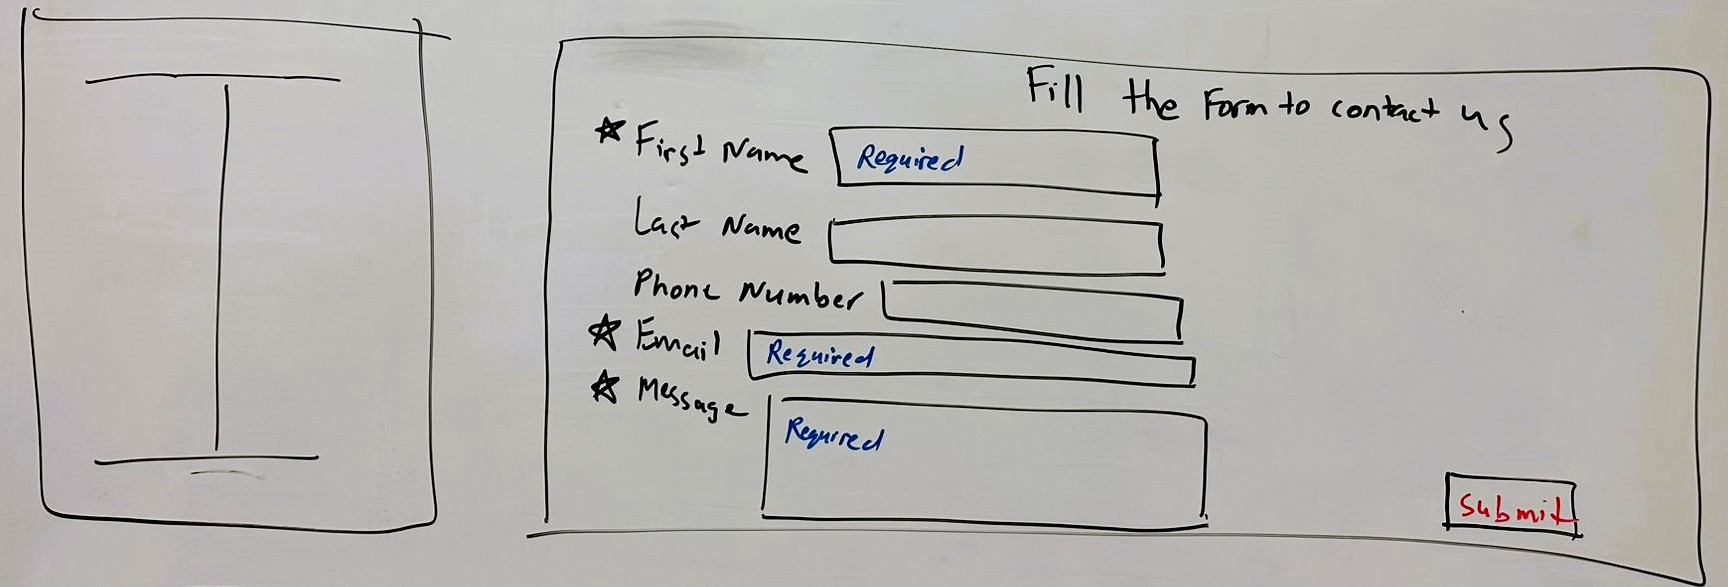 Fill the Form to contact us
☆ First Name Required
Last Name
Phone Number
☆ Email Required
☆ Message Required
Submit